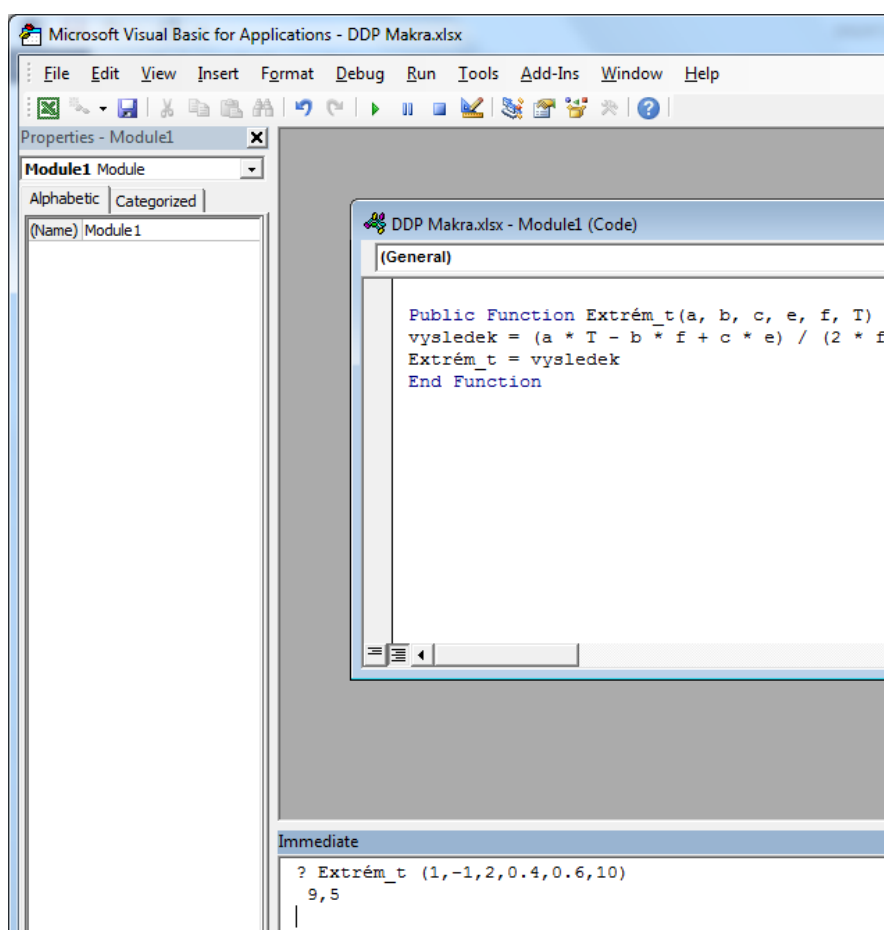 Microsoft Visual Basic for Applications - DDP Makra.xlsx
File Edit View Insert Format Debug Run Tools Add-Ins Window Help
Properties - Module1
Module1 Module
Alphabetic Categorized
(Name) Module1
DDP Makra.xlsx - Module1 (Code)
(General)
Public Function Extrém_t(a, b, c, e, f, T)
vysledek = (a * T - b * f + c * e) / (2 * f
Extrém_t = vysledek
End Function
Immediate
? Extrém_t (1,-1,2,0.4,0.6,10)
9,5